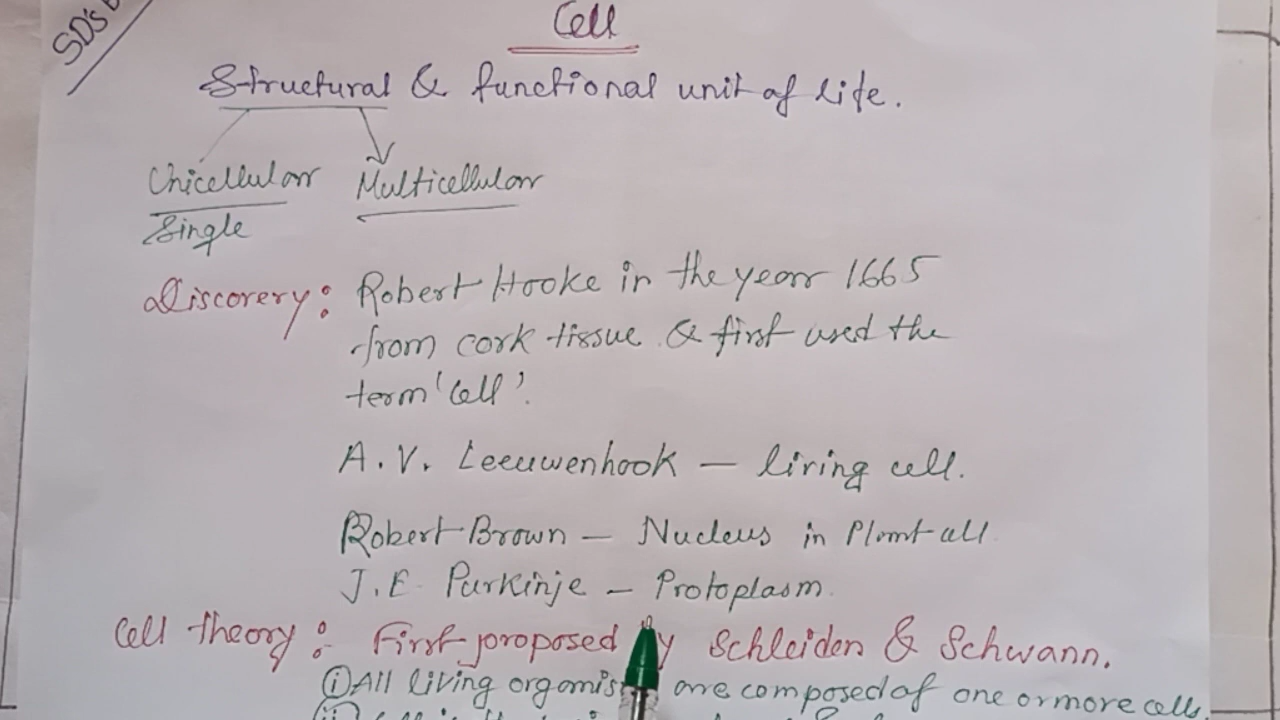 SD's
Cell
Structural & functional unit of life.
Unicellular Multicellular
Single
Discovery: Robert Hooke in the year 1665
from cork tissue & first used the
term 'Cell'.
A. V. Leeuwenhook — living cell.
Robert Brown — Nucleus in Plant cell
J. E. Purkinje — Protoplasm.
Cell theory: First proposed by Schleiden & Schwann.
(i) All living organis are composed of one or more cells.